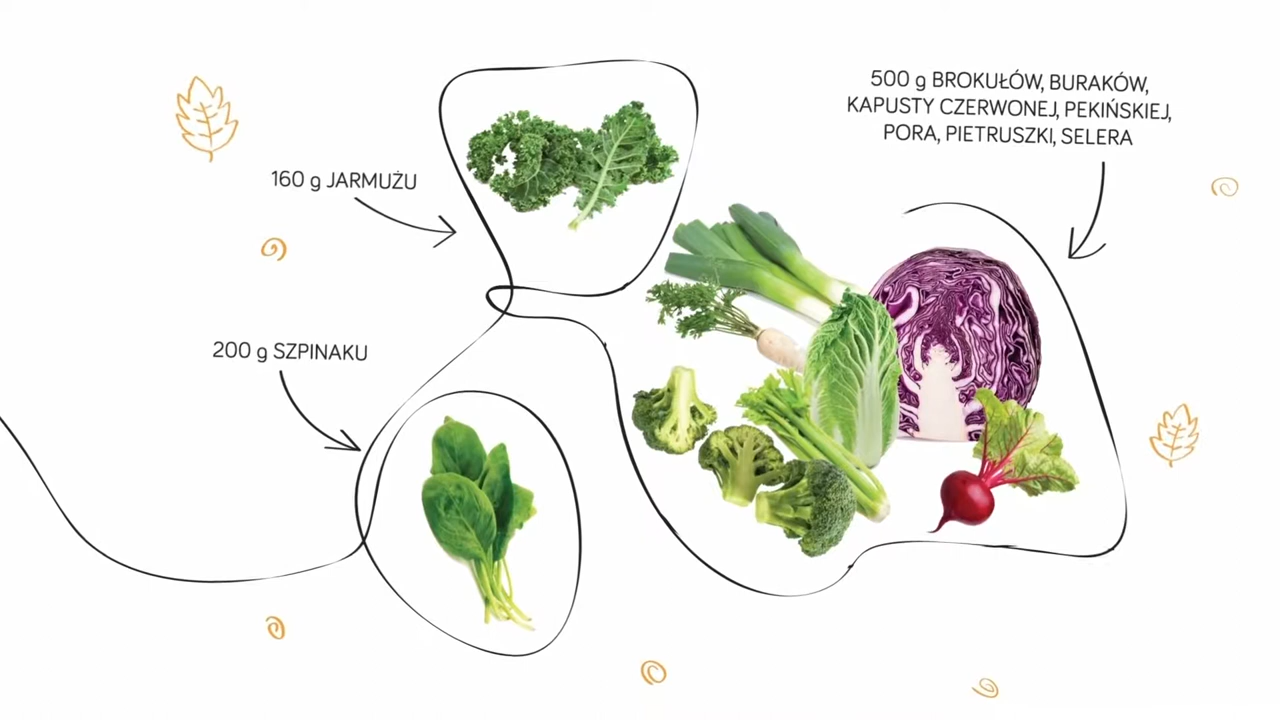 160 g JARMUŻU
200 g SZPINAKU
500 g BROKUŁÓW, BURAKÓW,
KAPUSTY CZERWONEJ, PEKIŃSKIEJ,
PORA, PIETRUSZKI, SELERA